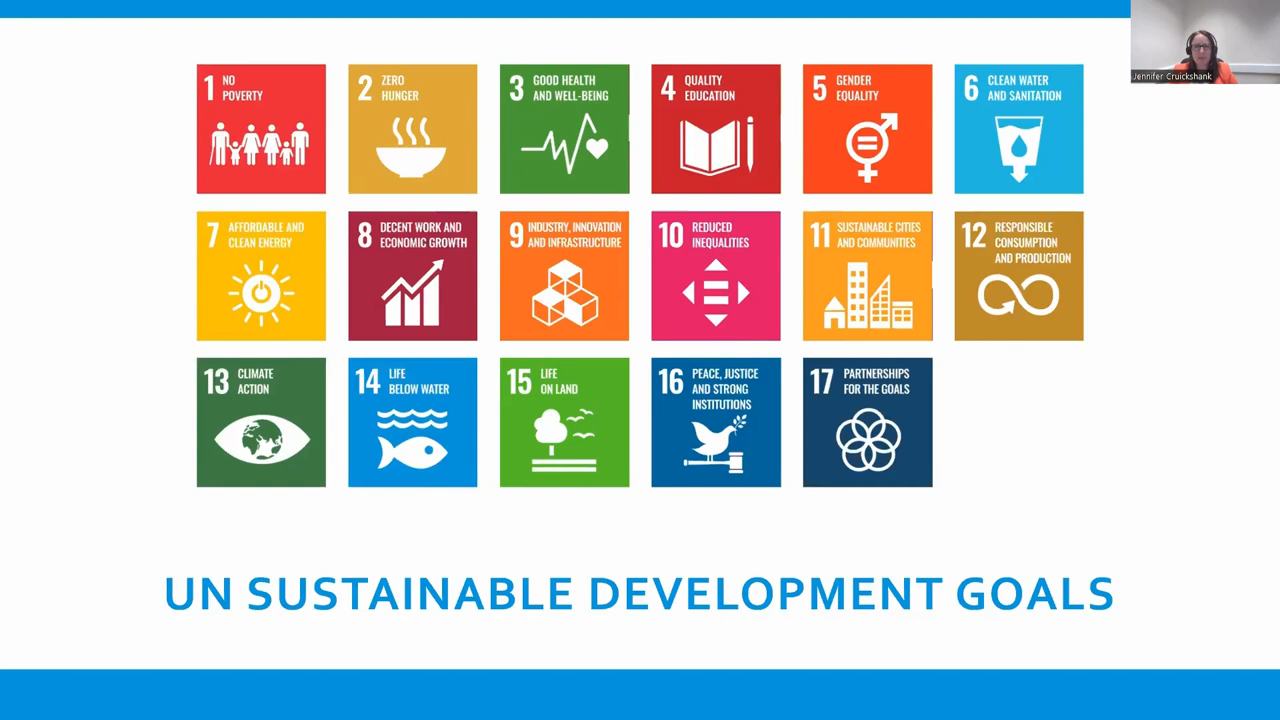 Jennifer Cruickshank
1 NO
POVERTY
2 ZERO
HUNGER
3 GOOD HEALTH
AND WELL-BEING
4 QUALITY
EDUCATION
5 GENDER
EQUALITY
6 CLEAN WATER
AND SANITATION
7 AFFORDABLE AND
CLEAN ENERGY
8 DECENT WORK AND
ECONOMIC GROWTH
9 INDUSTRY, INNOVATION
AND INFRASTRUCTURE
10 REDUCED
INEQUALITIES
11 SUSTAINABLE CITIES
AND COMMUNITIES
12 RESPONSIBLE
CONSUMPTION
AND PRODUCTION
13 CLIMATE
ACTION
14 LIFE
BELOW WATER
15 LIFE
ON LAND
16 PEACE, JUSTICE
AND STRONG
INSTITUTIONS
17 PARTNERSHIPS
FOR THE GOALS
UN SUSTAINABLE DEVELOPMENT GOALS